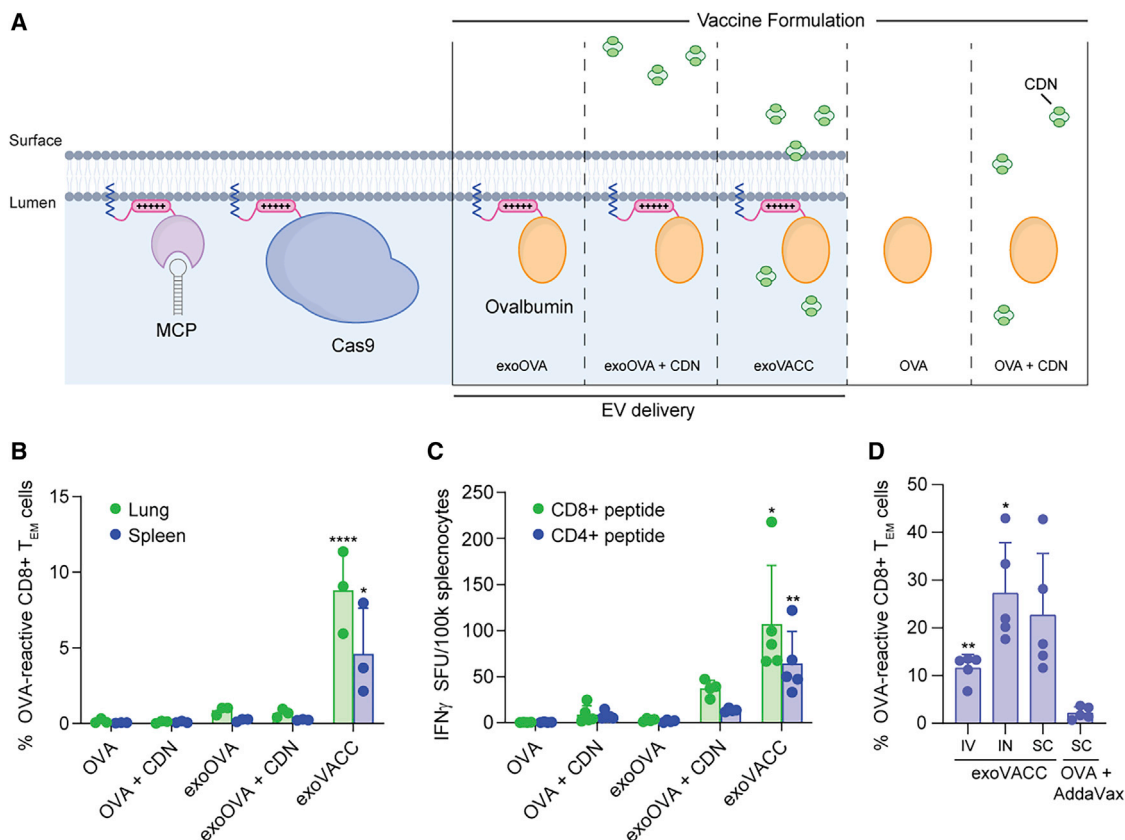 A
Vaccine Formulation
CDN
Surface
Lumen
+++++
+++++
+++++
+++++
+++++
MCP
Cas9
Ovalbumin
exoOVA
exoOVA + CDN
exoVACC
OVA
OVA + CDN
EV delivery
B
% OVA-reactive CD8+ TEM cells
15
10
5
0
Lung
Spleen
****
*
OVA
OVA + CDN
exoOVA
exoOVA + CDN
exoVACC
C
IFNγ SFU/100k splecnocytes
250
200
150
100
50
0
CD8+ peptide
CD4+ peptide
*
**
OVA
OVA + CDN
exoOVA
exoOVA + CDN
exoVACC
D
% OVA-reactive CD8+ TEM cells
50
40
30
20
10
0
**
*
IV
IN
SC
SC
exoVACC
OVA +
AddaVax